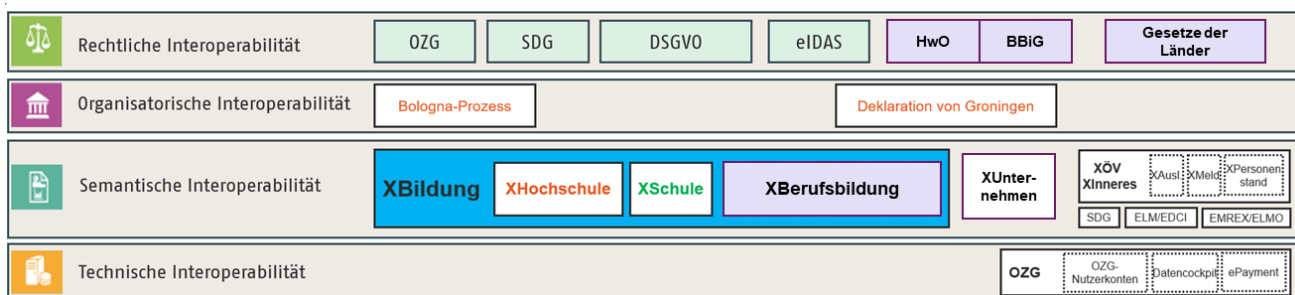 Rechtliche Interoperabilität
OZG
SDG
DSGVO
eIDAS
HwO
BBiG
Gesetze der
Länder
Organisatorische Interoperabilität
Bologna-Prozess
Deklaration von Groningen
Semantische Interoperabilität
XBildung
XHochschule
XSchule
XBerufsbildung
XUnter-
nehmen
XÖV
XInneres
XAusl.
XMeld
XPersonen
stand
SDG
ELM/EDCI
EMREX/ELMO
Technische Interoperabilität
OZG
OZG-
Nutzerkonten
Datencockpit
ePayment